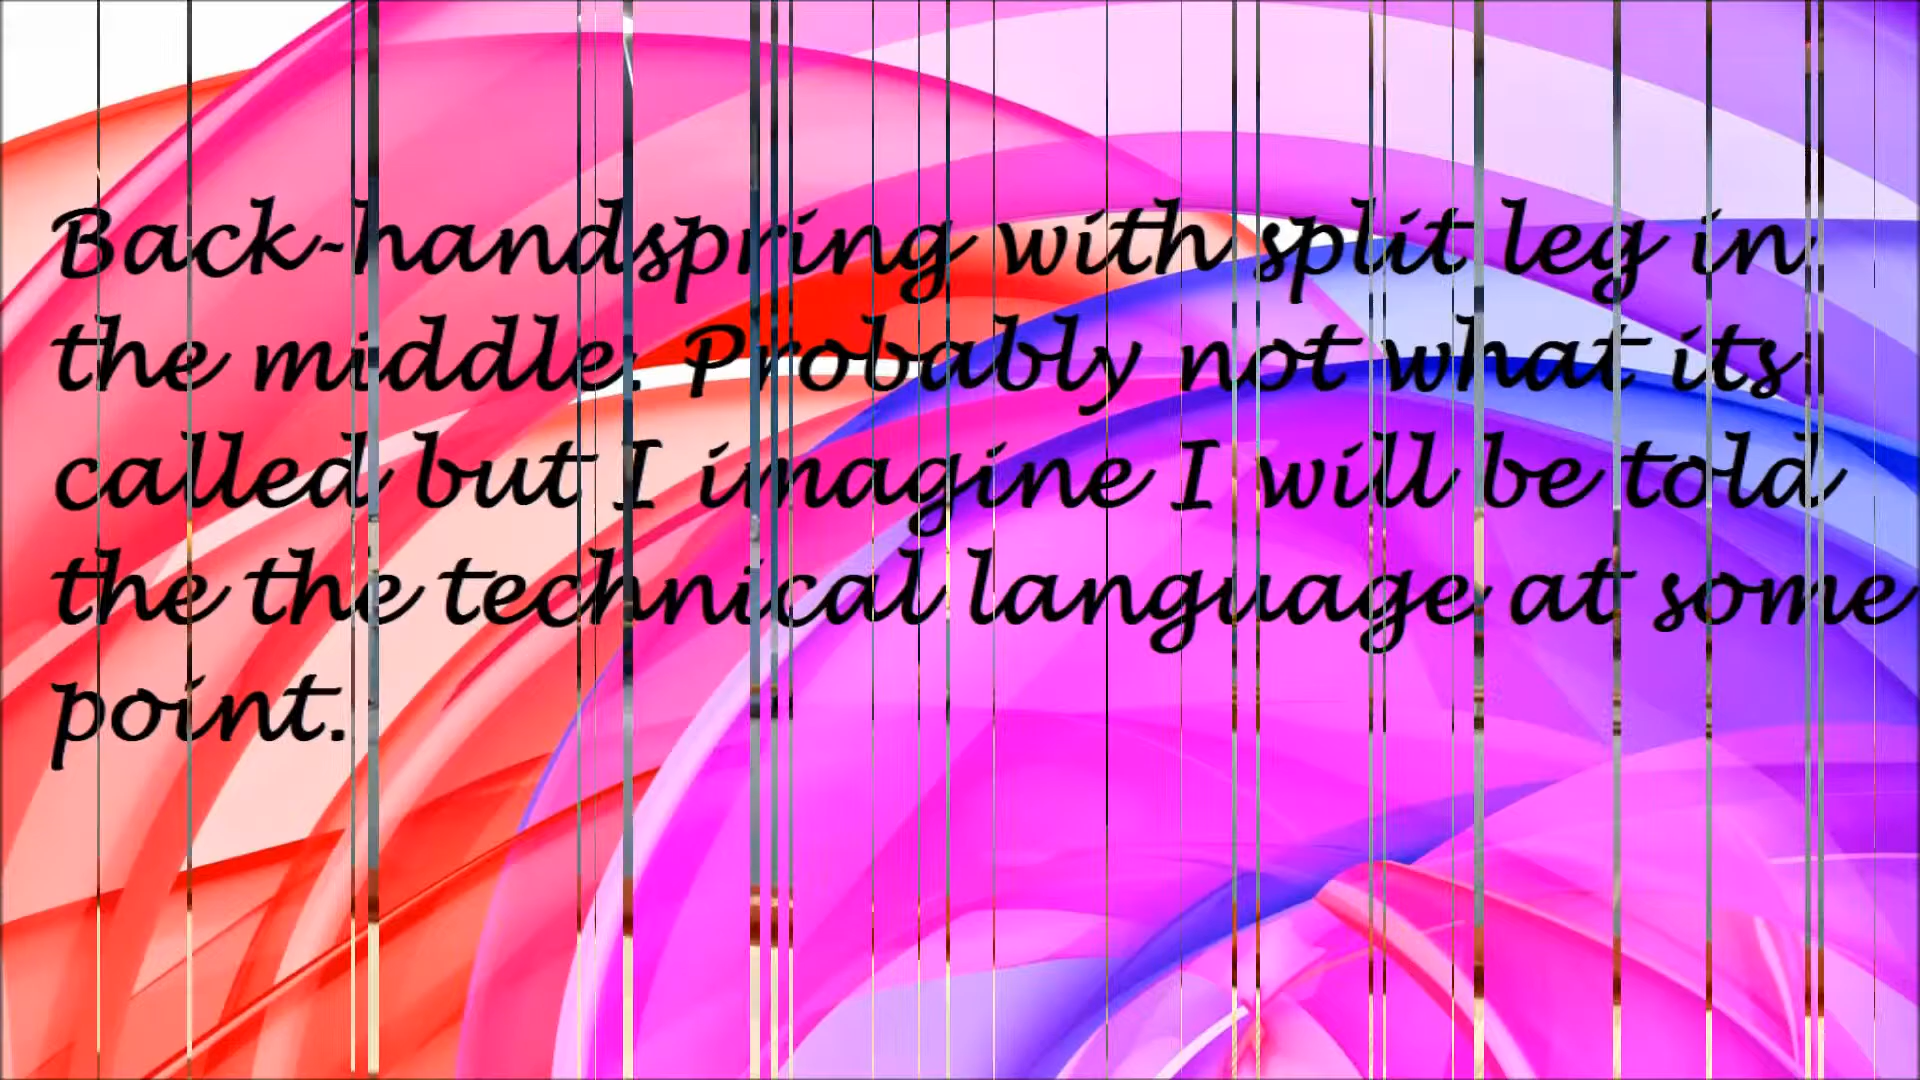 Back-handspring with split leg in
the middle. Probably not what its
called but I imagine I will be told
the the technical language at some
point.